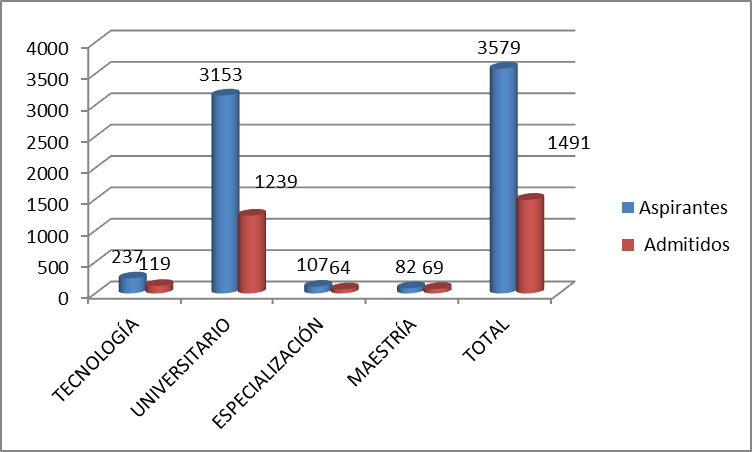 4000
3500
3000
2500
2000
1500
1000
500
0
237
119
3153
1239
107
64
82
69
3579
1491
TECNOLOGÍA
UNIVERSITARIO
ESPECIALIZACIÓN
MAESTRÍA
TOTAL
Aspirantes
Admitidos